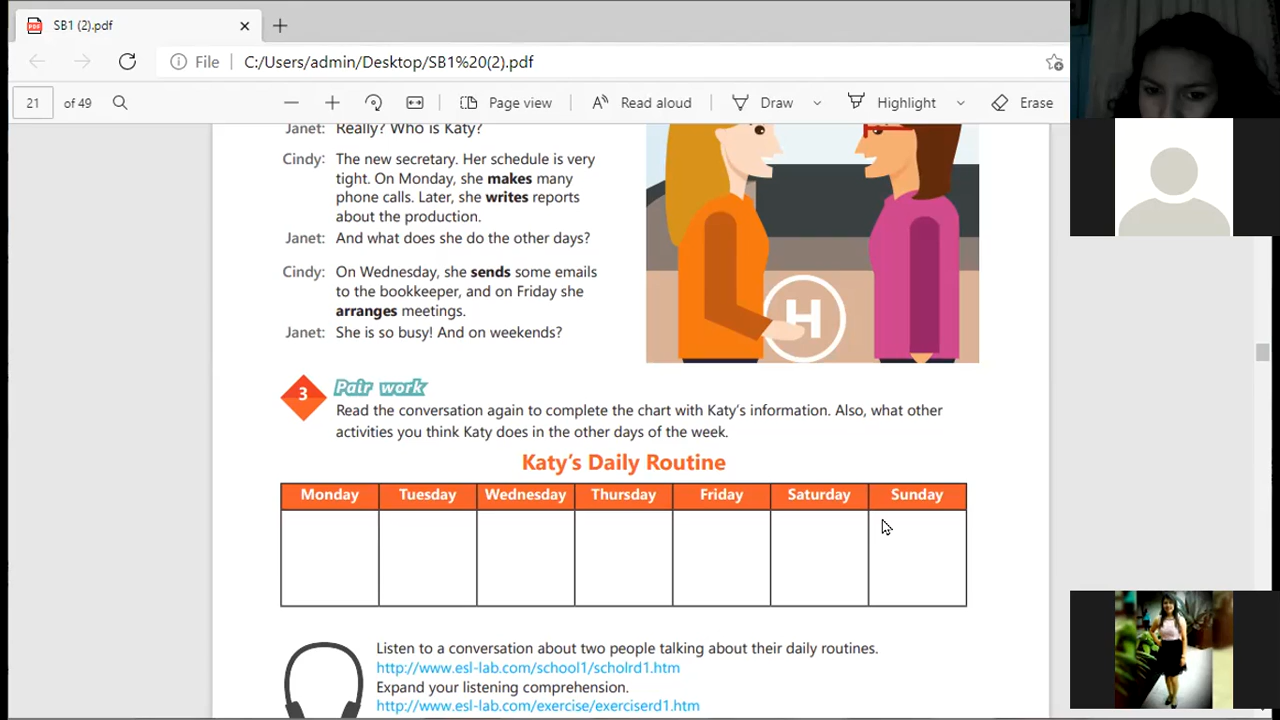 SB1 (2).pdf
File C:/Users/admin/Desktop/SB1%20(2).pdf
21 of 49 Page view Read aloud Draw Highlight Erase
Janet: Really? Who is Katy?
Cindy: The new secretary. Her schedule is very
tight. On Monday, she makes many
phone calls. Later, she writes reports
about the production.
Janet: And what does she do the other days?
Cindy: On Wednesday, she sends some emails
to the bookkeeper, and on Friday she
arranges meetings.
Janet: She is so busy! And on weekends?
H
3 Pair work
Read the conversation again to complete the chart with Katy's information. Also, what other
activities you think Katy does in the other days of the week.
Katy's Daily Routine
Monday Tuesday Wednesday Thursday Friday Saturday Sunday
Listen to a conversation about two people talking about their daily routines.
http://www.esl-lab.com/school1/scholrd1.htm
Expand your listening comprehension.
http://www.esl-lab.com/exercise/exerciserd1.htm